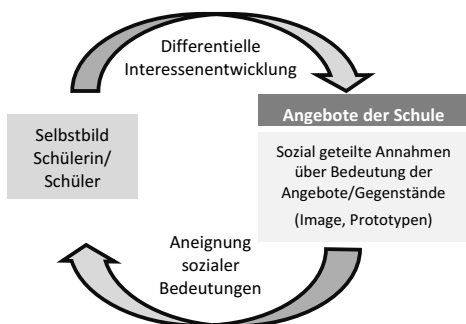 Differentielle
Interessenentwicklung
Selbstbild
Schülerin/
Schüler
Angebote der Schule
Sozial geteilte Annahmen
über Bedeutung der
Angebote/Gegenstände
(Image, Prototypen)
Aneignung
sozialer
Bedeutungen